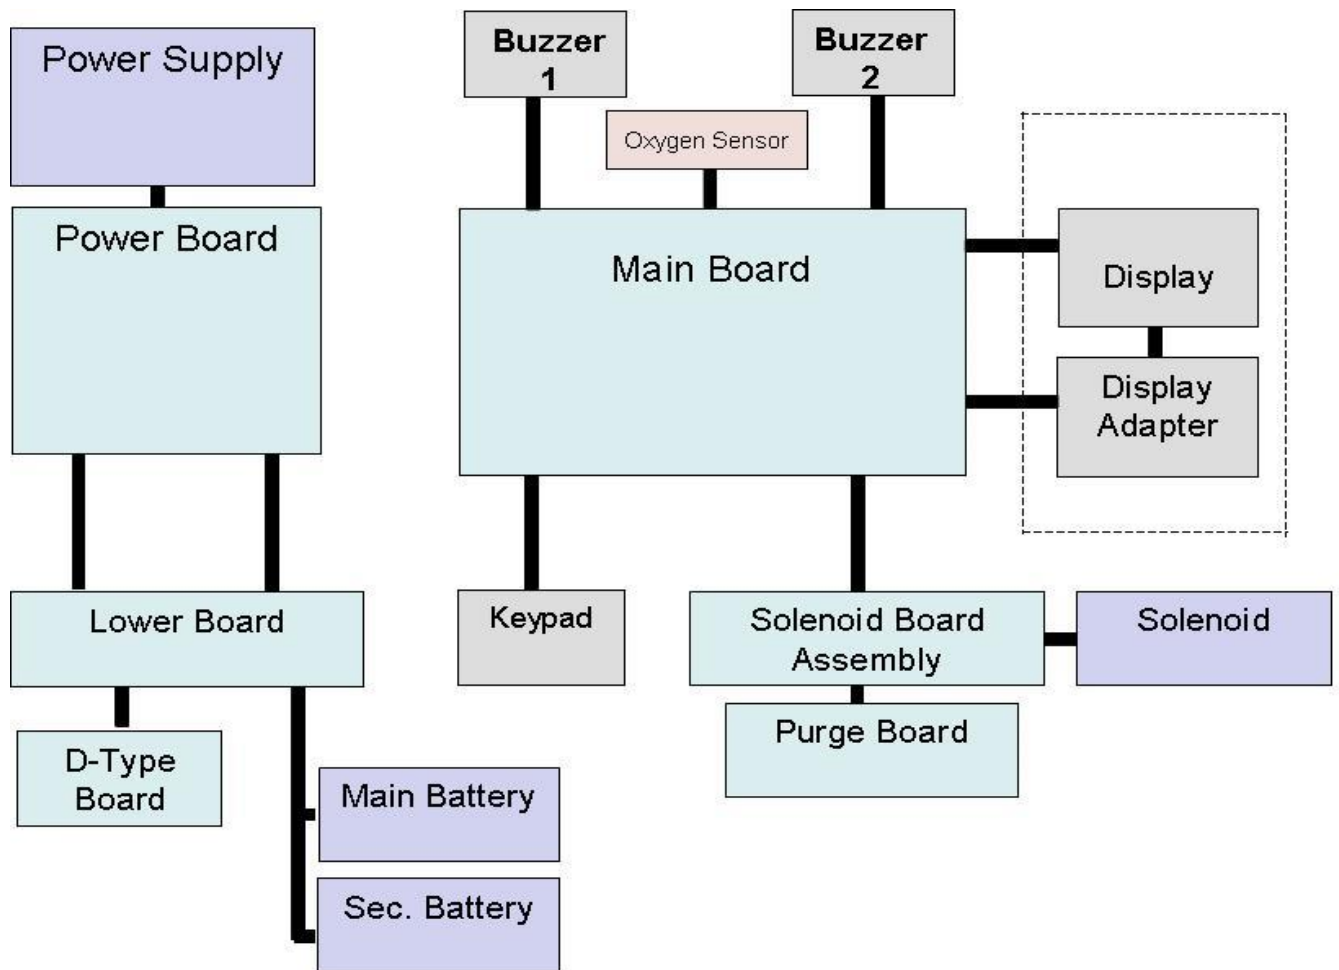 Power Supply
Power Board
Lower Board
D-Type
Board
Main Battery
Sec. Battery
Buzzer
1
Buzzer
2
Oxygen Sensor
Main Board
Display
Display
Adapter
Keypad
Solenoid Board
Assembly
Solenoid
Purge Board